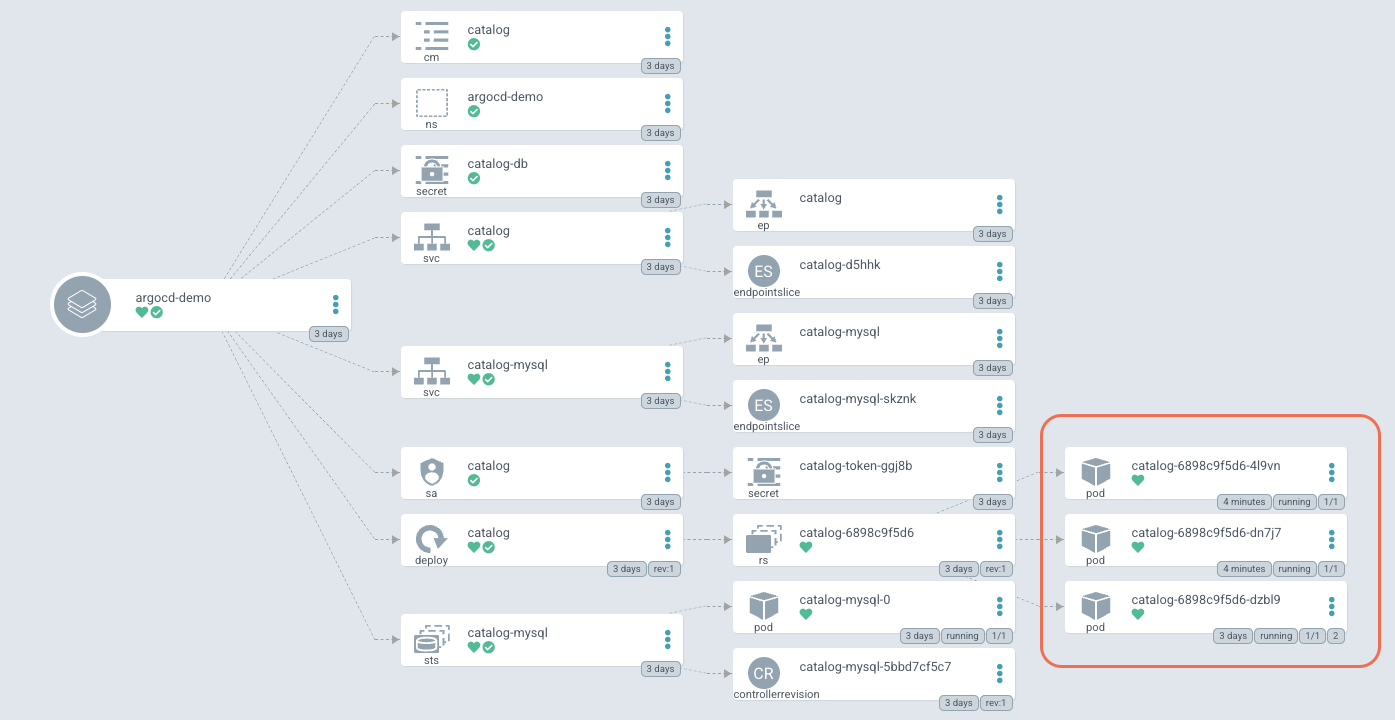 argocd-demo
3 days
catalog
cm
3 days
argocd-demo
ns
3 days
catalog-db
secret
3 days
catalog
svc
3 days
catalog-mysql
svc
3 days
catalog
sa
3 days
catalog
deploy
3 days rev:1
catalog-mysql
sts
3 days
catalog
ep
3 days
ES
catalog-d5hhk
endpointslice
3 days
catalog-mysql
ep
3 days
ES
catalog-mysql-skznk
endpointslice
3 days
catalog-token-ggj8b
secret
3 days
catalog-6898c9f5d6
rs
3 days rev:1
catalog-mysql-0
pod
3 days running 1/1
CR
catalog-mysql-5bbd7cf5c7
controllerrevision
3 days rev:1
catalog-6898c9f5d6-4l9vn
pod
4 minutes running 1/1
catalog-6898c9f5d6-dn7j7
pod
4 minutes running 1/1
catalog-6898c9f5d6-dzbl9
pod
3 days running 1/1 2